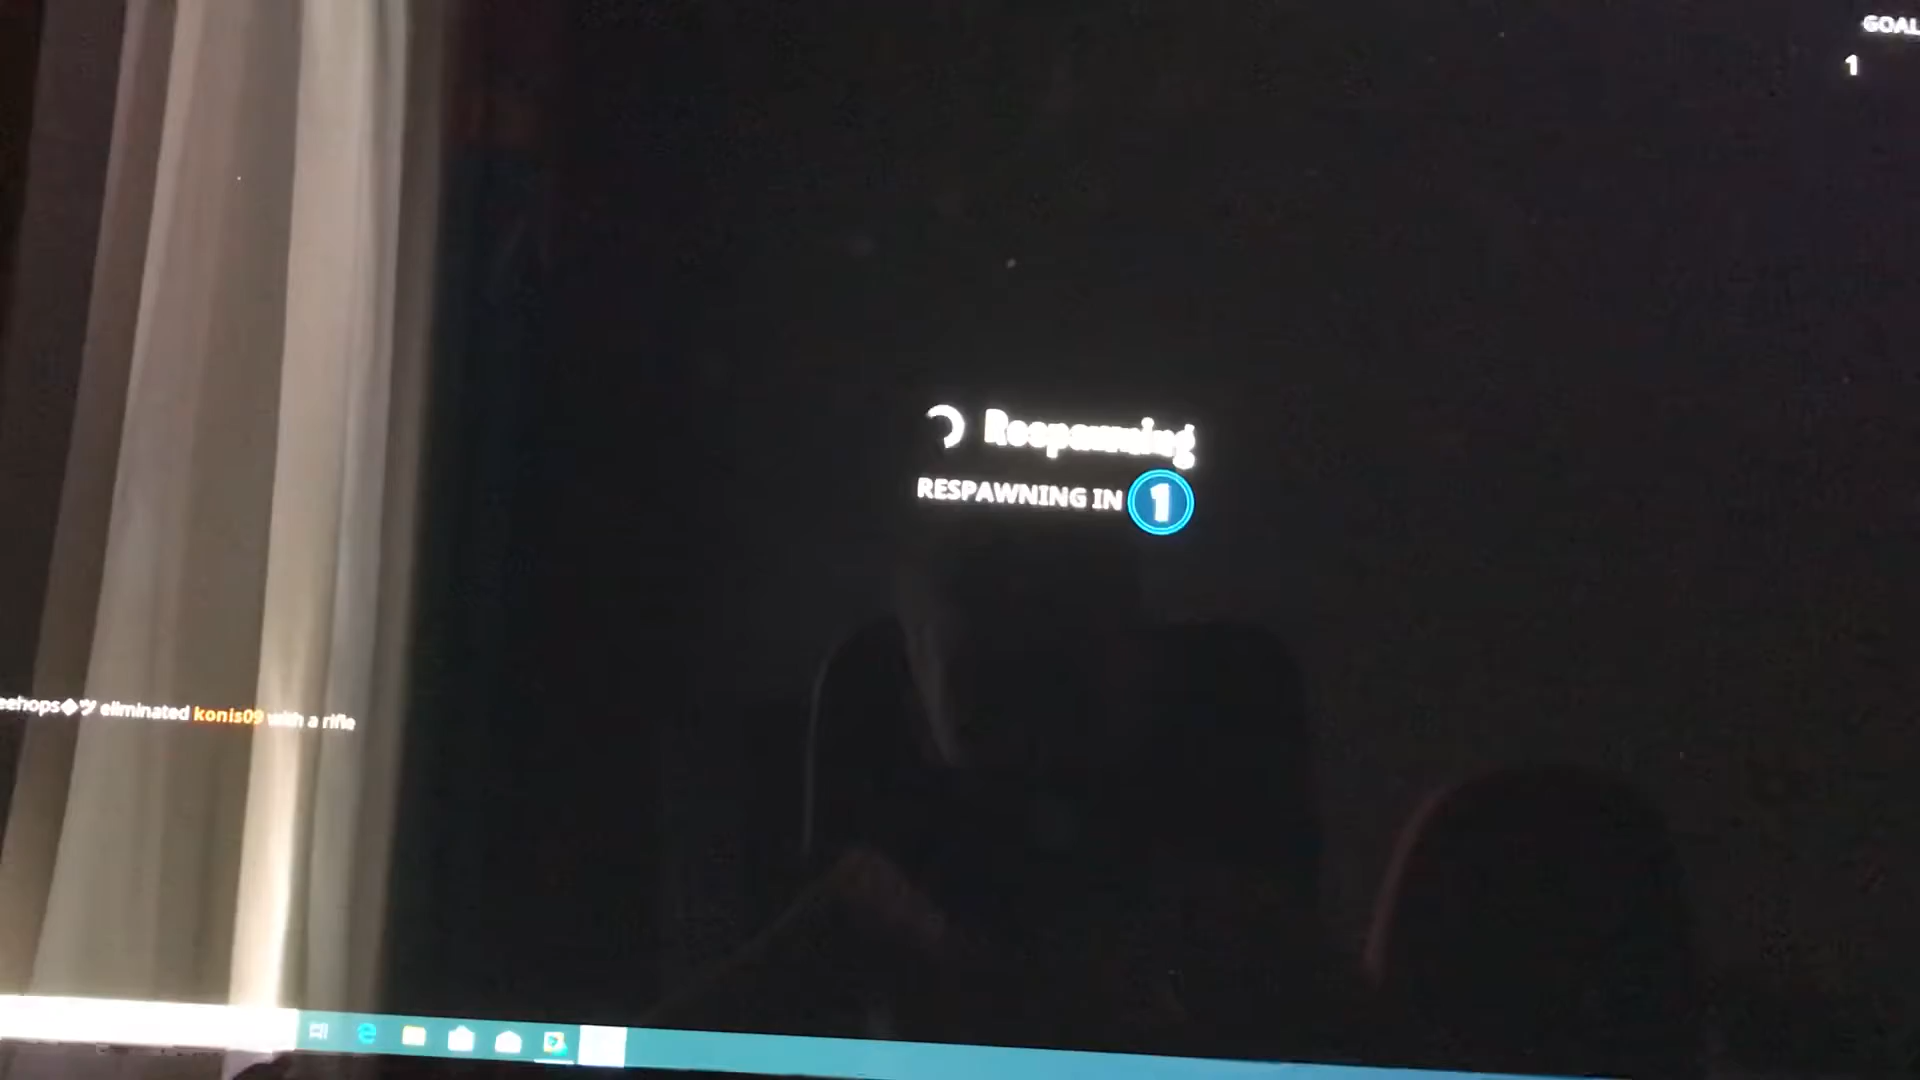 GOAL
1
Respawning
RESPAWNING IN 1
eliminated konis09 with a rifle